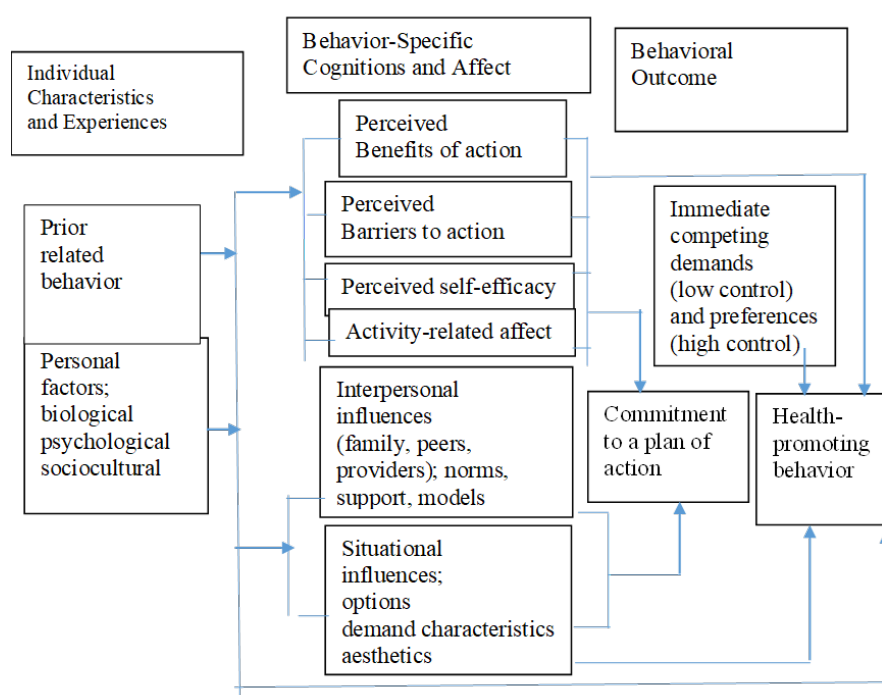 Individual
Characteristics
and Experiences
Behavior-Specific
Cognitions and Affect
Behavioral
Outcome
Prior
related
behavior
Personal
factors;
biological
psychological
sociocultural
Perceived
Benefits of action
Perceived
Barriers to action
Perceived self-efficacy
Activity-related affect
Interpersonal
influences
(family, peers,
providers); norms,
support, models
Situational
influences;
options
demand characteristics
aesthetics
Immediate
competing
demands
(low control)
and preferences
(high control)
Commitment
to a plan of
action
Health-
promoting
behavior